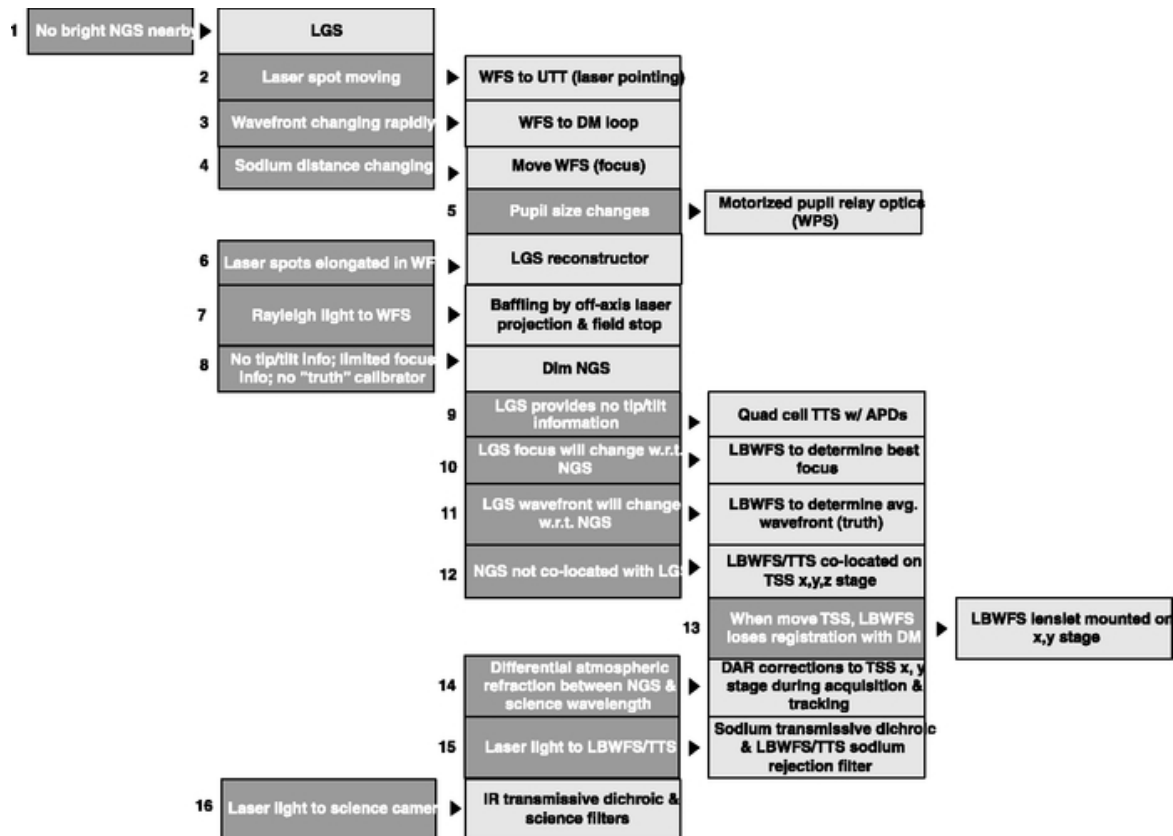 1 No bright NGS nearby LGS
2 Laser spot moving WFS to UTT (laser pointing)
3 Wavefront changing rapidly WFS to DM loop
4 Sodium distance changing Move WFS (focus)
5 Pupil size changes Motorized pupil relay optics
(WPS)
6 Laser spots elongated in WF LGS reconstructor
7 Rayleigh light to WFS Baffling by off-axis laser
projection & field stop
8 No tip/tilt info; limited focus
info; no "truth" calibrator Dim NGS
9 LGS provides no tip/tilt
information Quad cell TTS w/ APDs
10 LGS focus will change w.r.t.
NGS LBWFS to determine best
focus
11 LGS wavefront will change
w.r.t. NGS LBWFS to determine avg.
wavefront (truth)
12 NGS not co-located with LGS LBWFS/TTS co-located on
TSS x,y,z stage
13 When move TSS, LBWFS
loses registration with DM LBWFS lenslet mounted on
x,y stage
14 Differential atmospheric
refraction between NGS &
science wavelength DAR corrections to TSS x, y
stage during acquisition &
tracking
15 Laser light to LBWFS/TTS Sodium transmissive dichroic
& LBWFS/TTS sodium
rejection filter
16 Laser light to science camer IR transmissive dichroic &
science filters